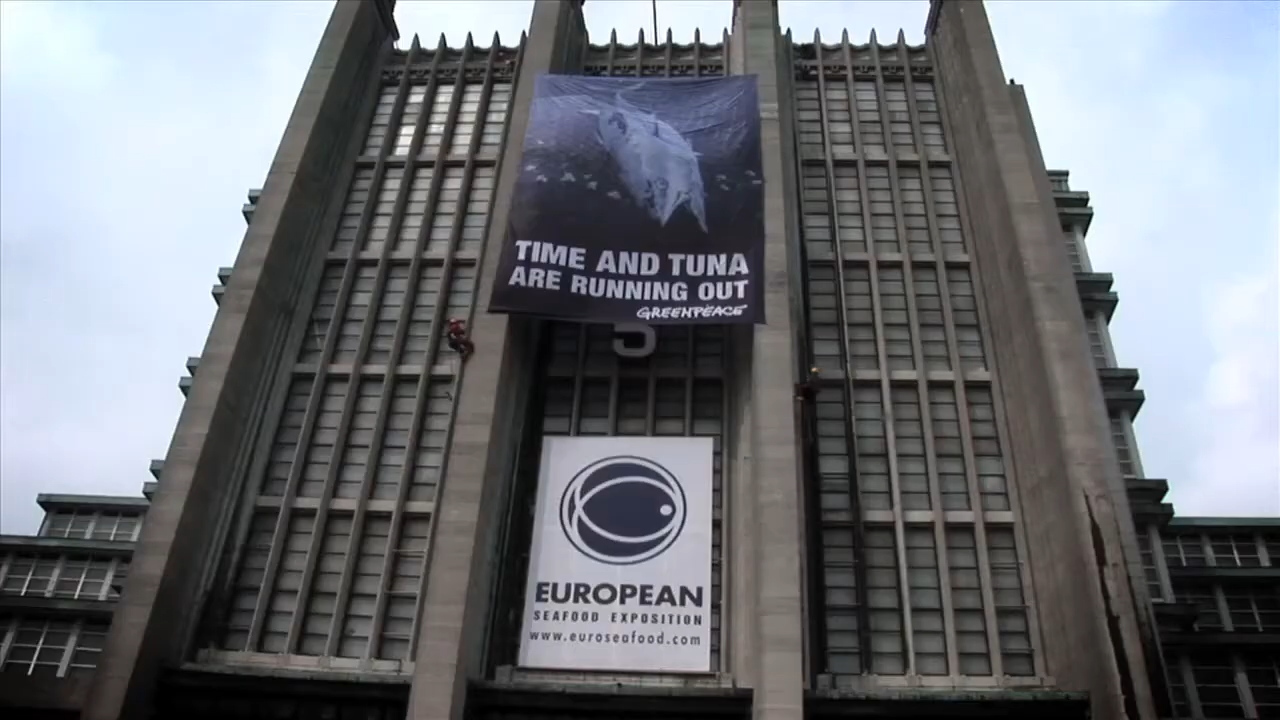 TIME AND TUNA
ARE RUNNING OUT
GREENPEACE
5
EUROPEAN
SEAFOOD EXPOSITION
www.euroseafood.com